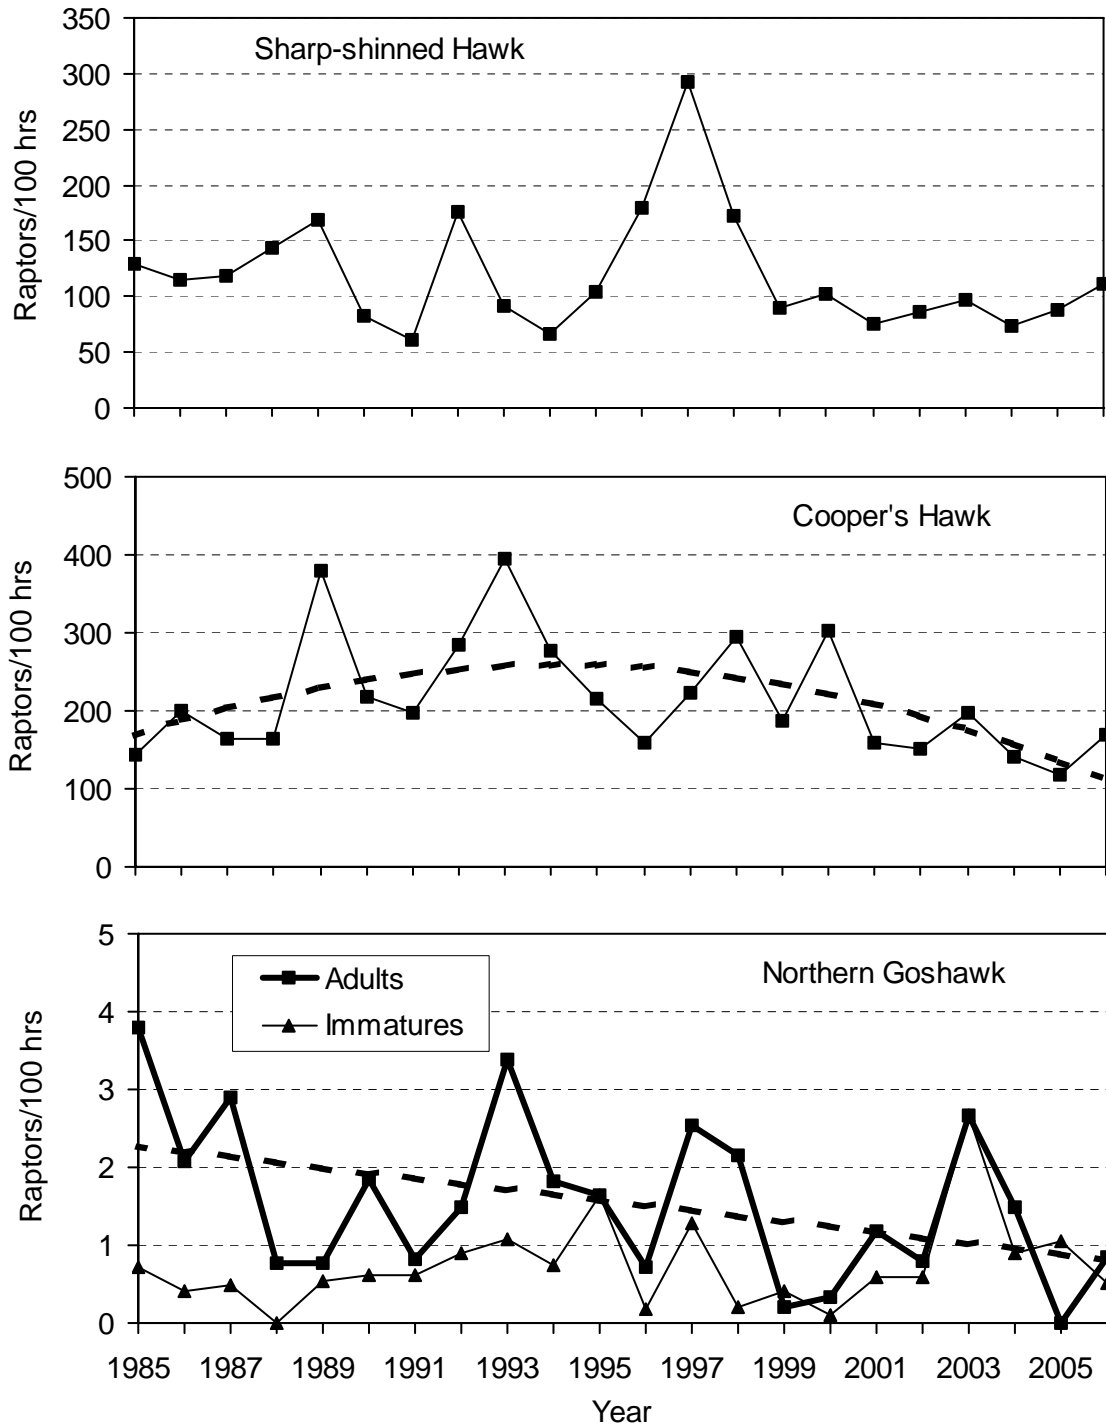 350
Sharp-shinned Hawk
300
250
200
150
100
50
0
Raptors/100 hrs
500
Cooper's Hawk
400
300
200
100
0
Raptors/100 hrs
5
Adults
Immatures
Northern Goshawk
4
3
2
1
0
Raptors/100 hrs
1985 1987 1989 1991 1993 1995 1997 1999 2001 2003 2005
Year